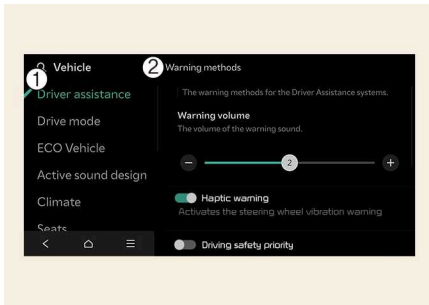 Vehicle
1
Driver assistance
Drive mode
ECO Vehicle
Active sound design
Climate
Seats
2
Warning methods
The warning methods for the Driver Assistance systems.
Warning volume
The volume of the warning sound.
2
Haptic warning
Activates the steering wheel vibration warning
Driving safety priority